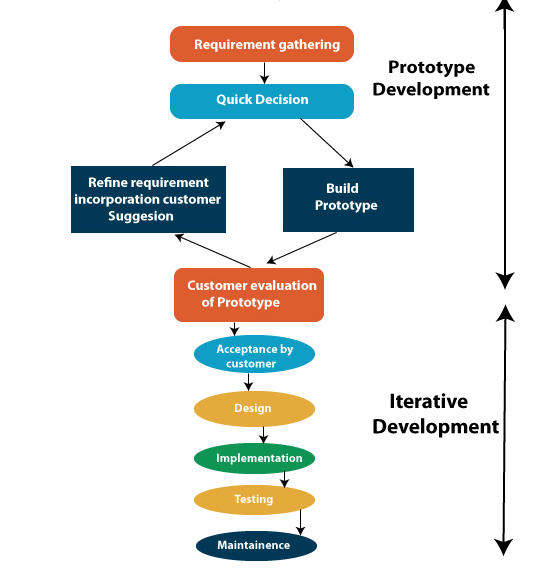 Requirement gathering
Prototype
Development
Quick Decision
Refine requirement
incorporation customer
Suggesion
Build
Prototype
Customer evaluation
of Prototype
Acceptance by
customer
Design
Iterative
Development
Implementation
Testing
Maintainence